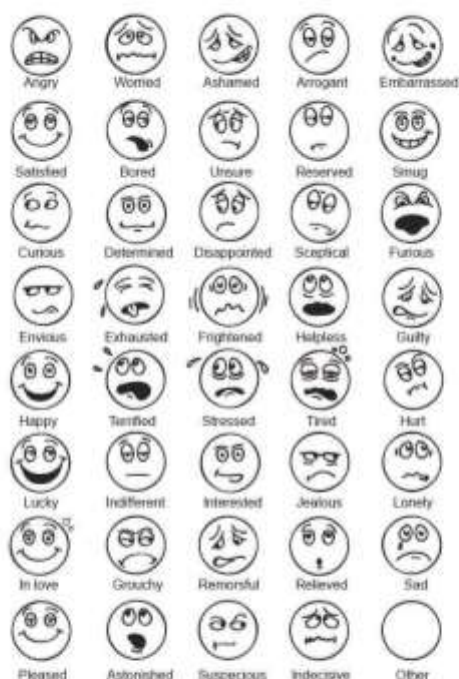 Angry Worried Ashamed Arrogant Embarrassed
Satisfied Bored Unsure Reserved Smug
Curious Determined Disappointed Sceptical Furious
Envious Exhausted Frightened Helpless Guilty
Happy Terrified Stressed Tired Hurt
Lucky Indifferent Interested Jealous Lonely
In love Grouchy Remorsful Relieved Sad
Pleased Astonished Suspecious Indecisive Other